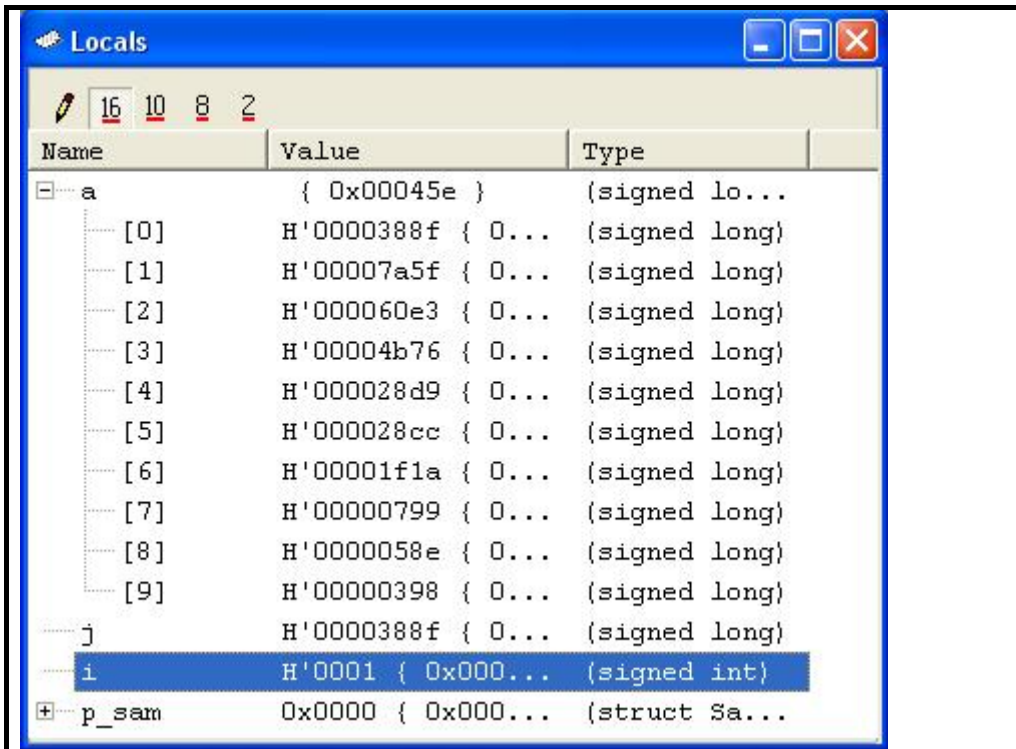 Locals
16 10 8 2
Name Value Type
a { 0x00045e } (signed lo...
[0] H'0000388f { 0... (signed long)
[1] H'00007a5f { 0... (signed long)
[2] H'000060e3 { 0... (signed long)
[3] H'00004b76 { 0... (signed long)
[4] H'000028d9 { 0... (signed long)
[5] H'000028cc { 0... (signed long)
[6] H'00001f1a { 0... (signed long)
[7] H'00000799 { 0... (signed long)
[8] H'0000058e { 0... (signed long)
[9] H'00000398 { 0... (signed long)
j H'0000388f { 0... (signed long)
i H'0001 { 0x000... (signed int)
p_sam 0x0000 { 0x000... (struct Sa...